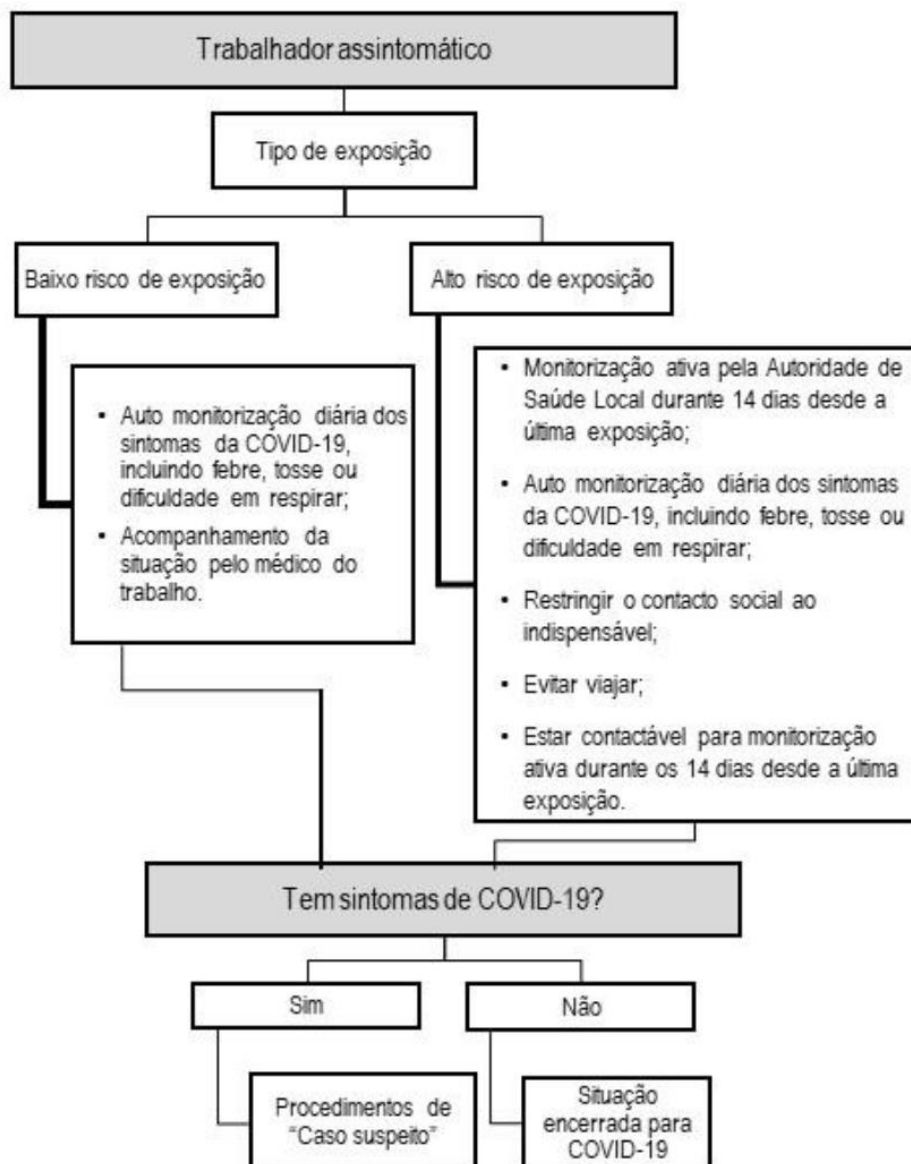 Trabalhador assintomático
Tipo de exposição
Baixo risco de exposição
Alto risco de exposição
▪ Auto monitorização diária dos
sintomas da COVID-19,
incluindo febre, tosse ou
dificuldade em respirar;
▪ Acompanhamento da
situação pelo médico do
trabalho.
▪ Monitorização ativa pela Autoridade de
Saúde Local durante 14 dias desde a
última exposição;
▪ Auto monitorização diária dos sintomas
da COVID-19, incluindo febre, tosse ou
dificuldade em respirar;
▪ Restringir o contacto social ao
indispensável;
▪ Evitar viajar;
▪ Estar contactável para monitorização
ativa durante os 14 dias desde a última
exposição.
Tem sintomas de COVID-19?
Sim
Não
Procedimentos de
“Caso suspeito”
Situação
encerrada para
COVID-19